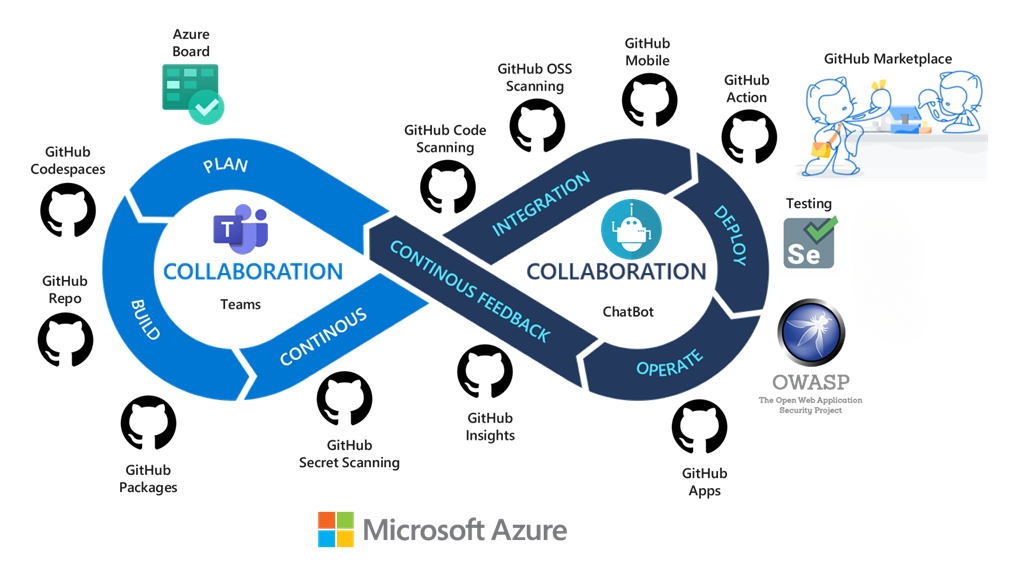 Azure
Board
GitHub
Mobile
GitHub OSS
Scanning
GitHub Marketplace
GitHub
Action
GitHub Code
Scanning
GitHub
Codespaces
PLAN
INTEGRATION
DEPLOY
Testing
Se
T
COLLABORATION
Teams
CONTINOUS FEEDBACK
COLLABORATION
ChatBot
GitHub
Repo
BUILD
CONTINOUS
OPERATE
OWASP
The Open Web Application
Security Project
GitHub
Insights
GitHub
Secret Scanning
GitHub
Packages
GitHub
Apps
Microsoft Azure